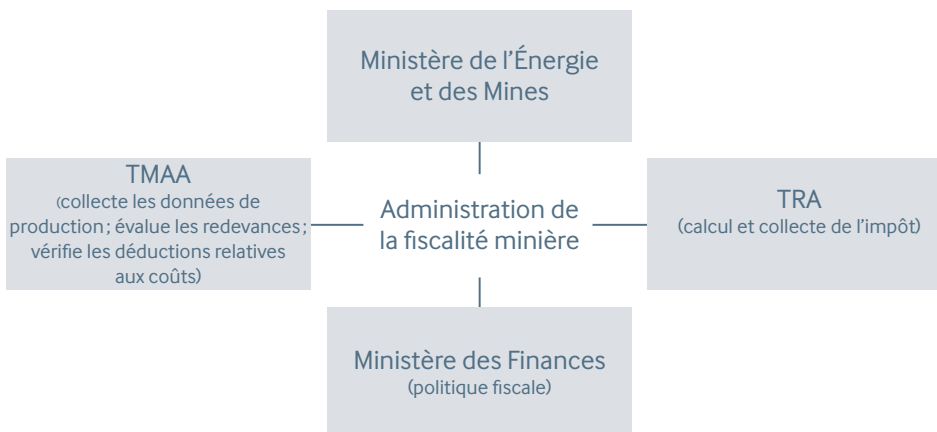 Ministère de l’Énergie
et des Mines
TMAA
(collecte les données de
production ; évalue les redevances ;
vérifie les déductions relatives
aux coûts)
Administration de
la fiscalité minière
TRA
(calcul et collecte de l’impôt)
Ministère des Finances
(politique fiscale)